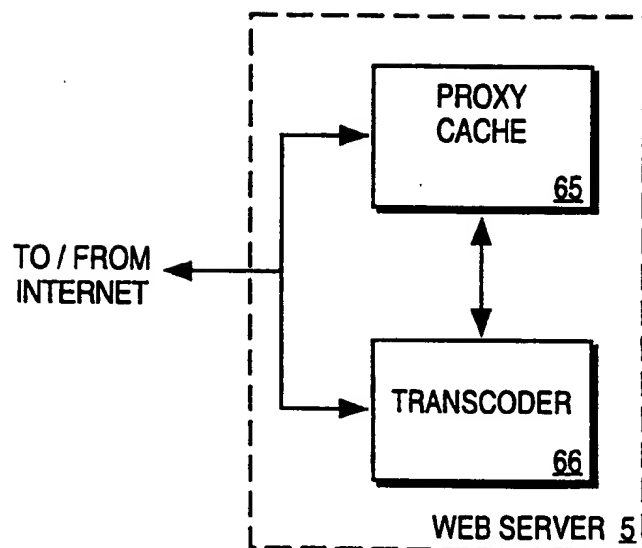 PROXY
CACHE
65
TO / FROM
INTERNET
TRANSCODER
66
WEB SERVER 5